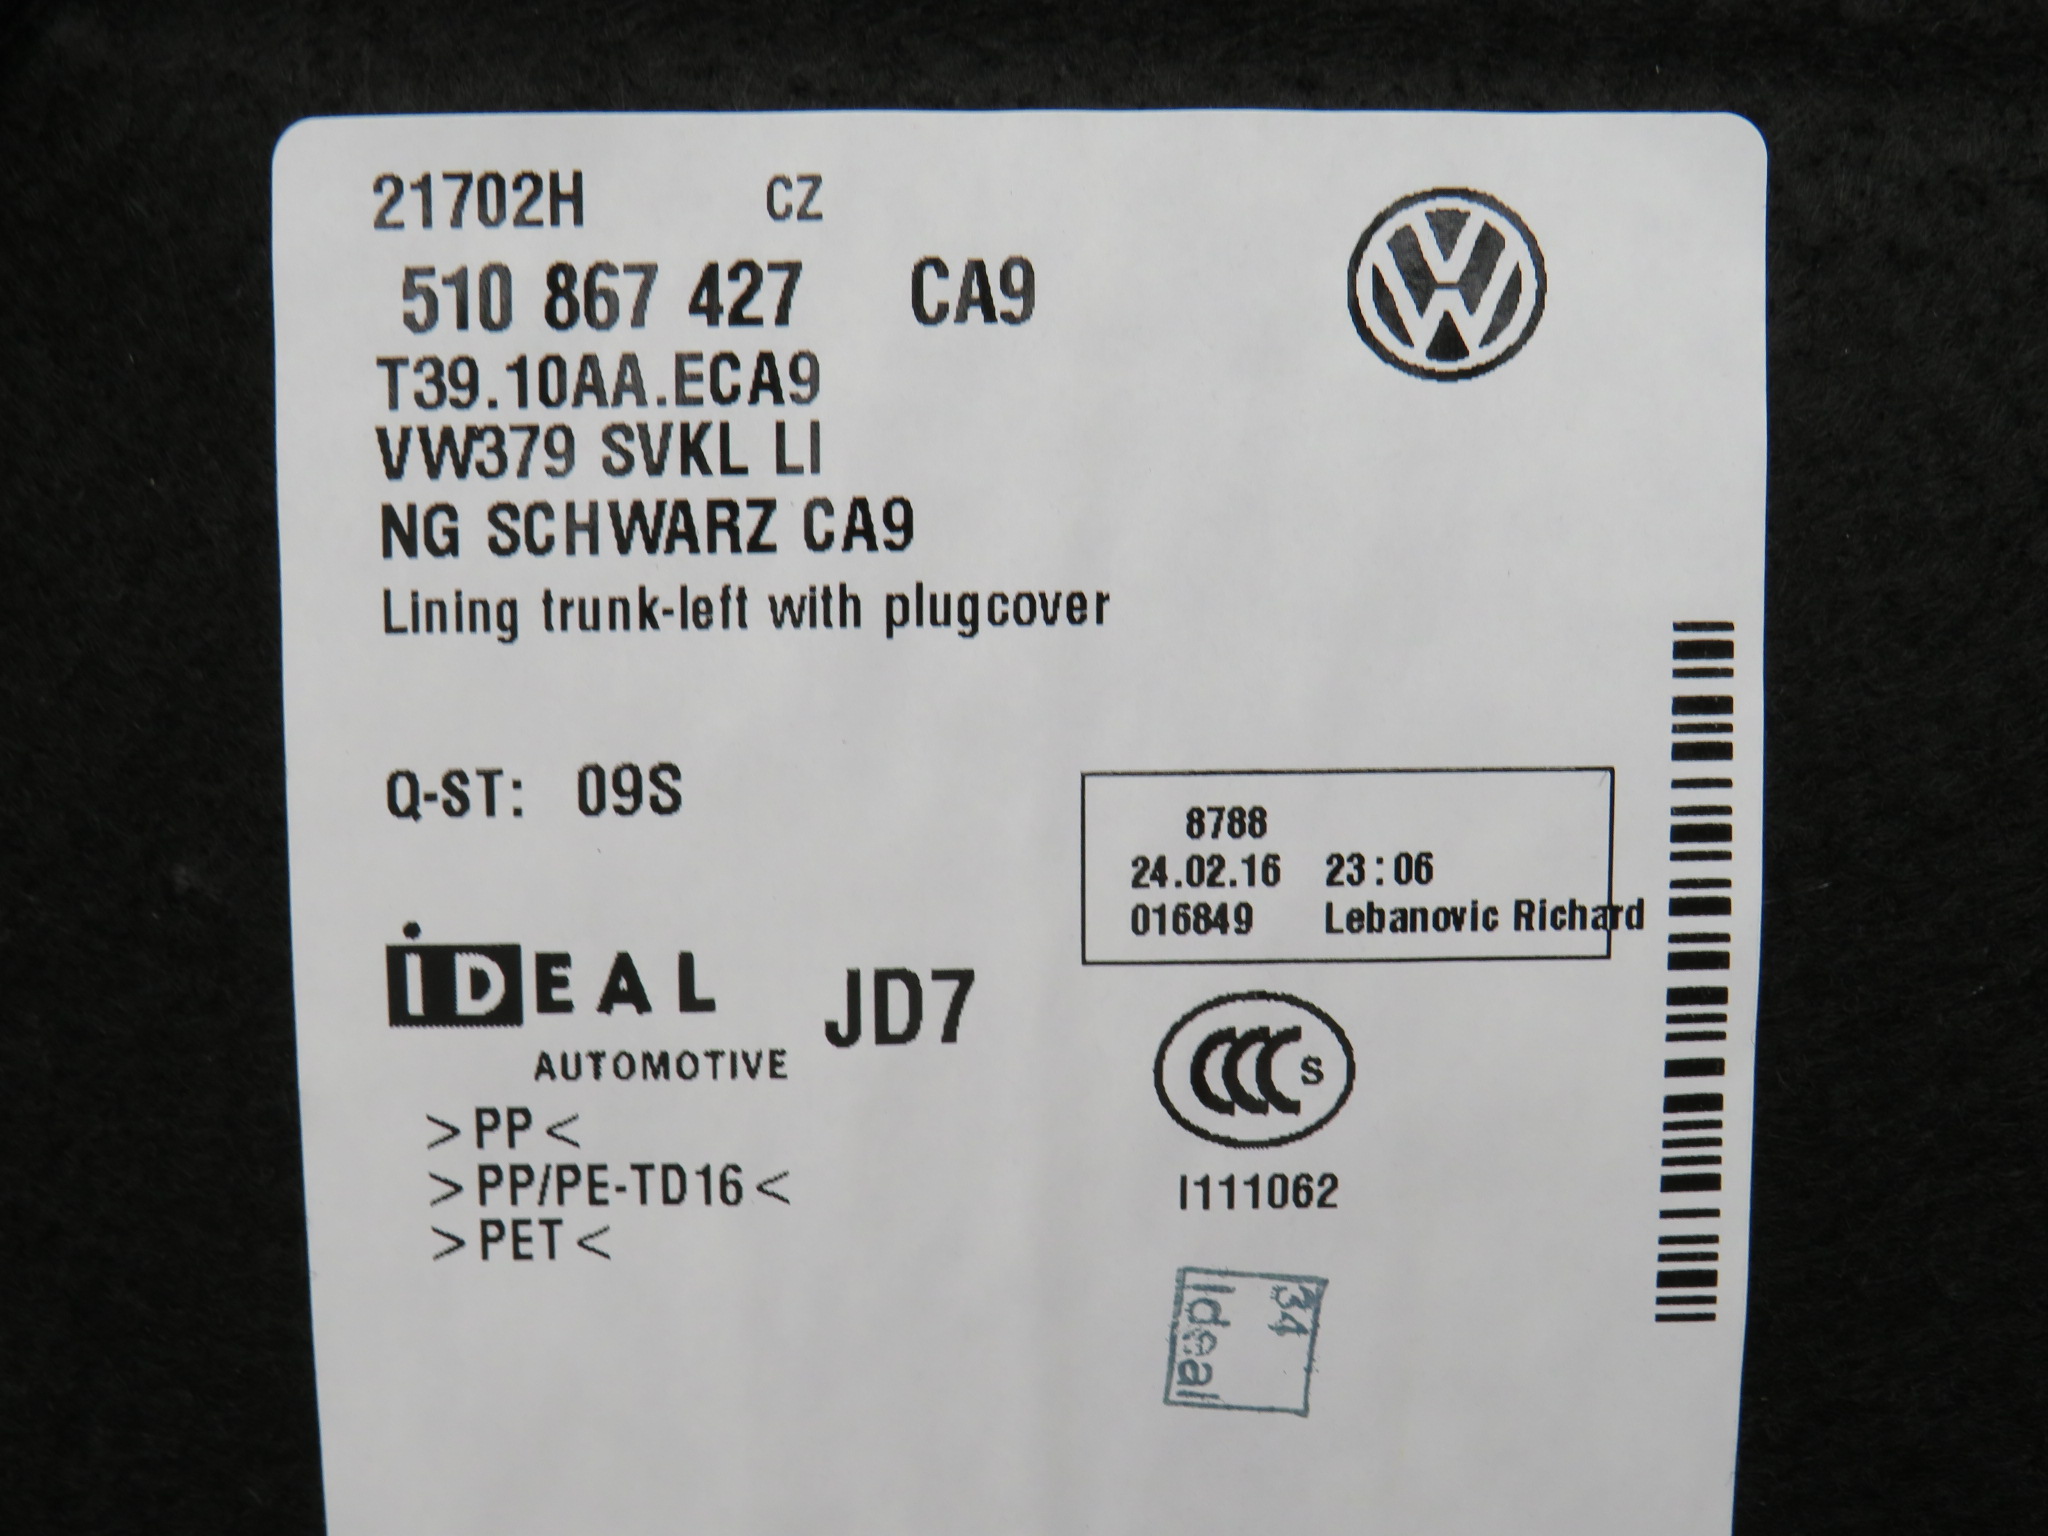 21702H CZ
510 867 427 CA9
T39.10AA.ECA9
VW379 SVKL LI
NG SCHWARZ CA9
Lining trunk-left with plugcover
Q-ST: 09S
8788
24.02.16 23:06
016849 Lebanovic Richard
iDEAL
AUTOMOTIVE
JD7
CCC S
>PP<
>PP/PE-TD16<
>PET<
I111062
34
Ideal